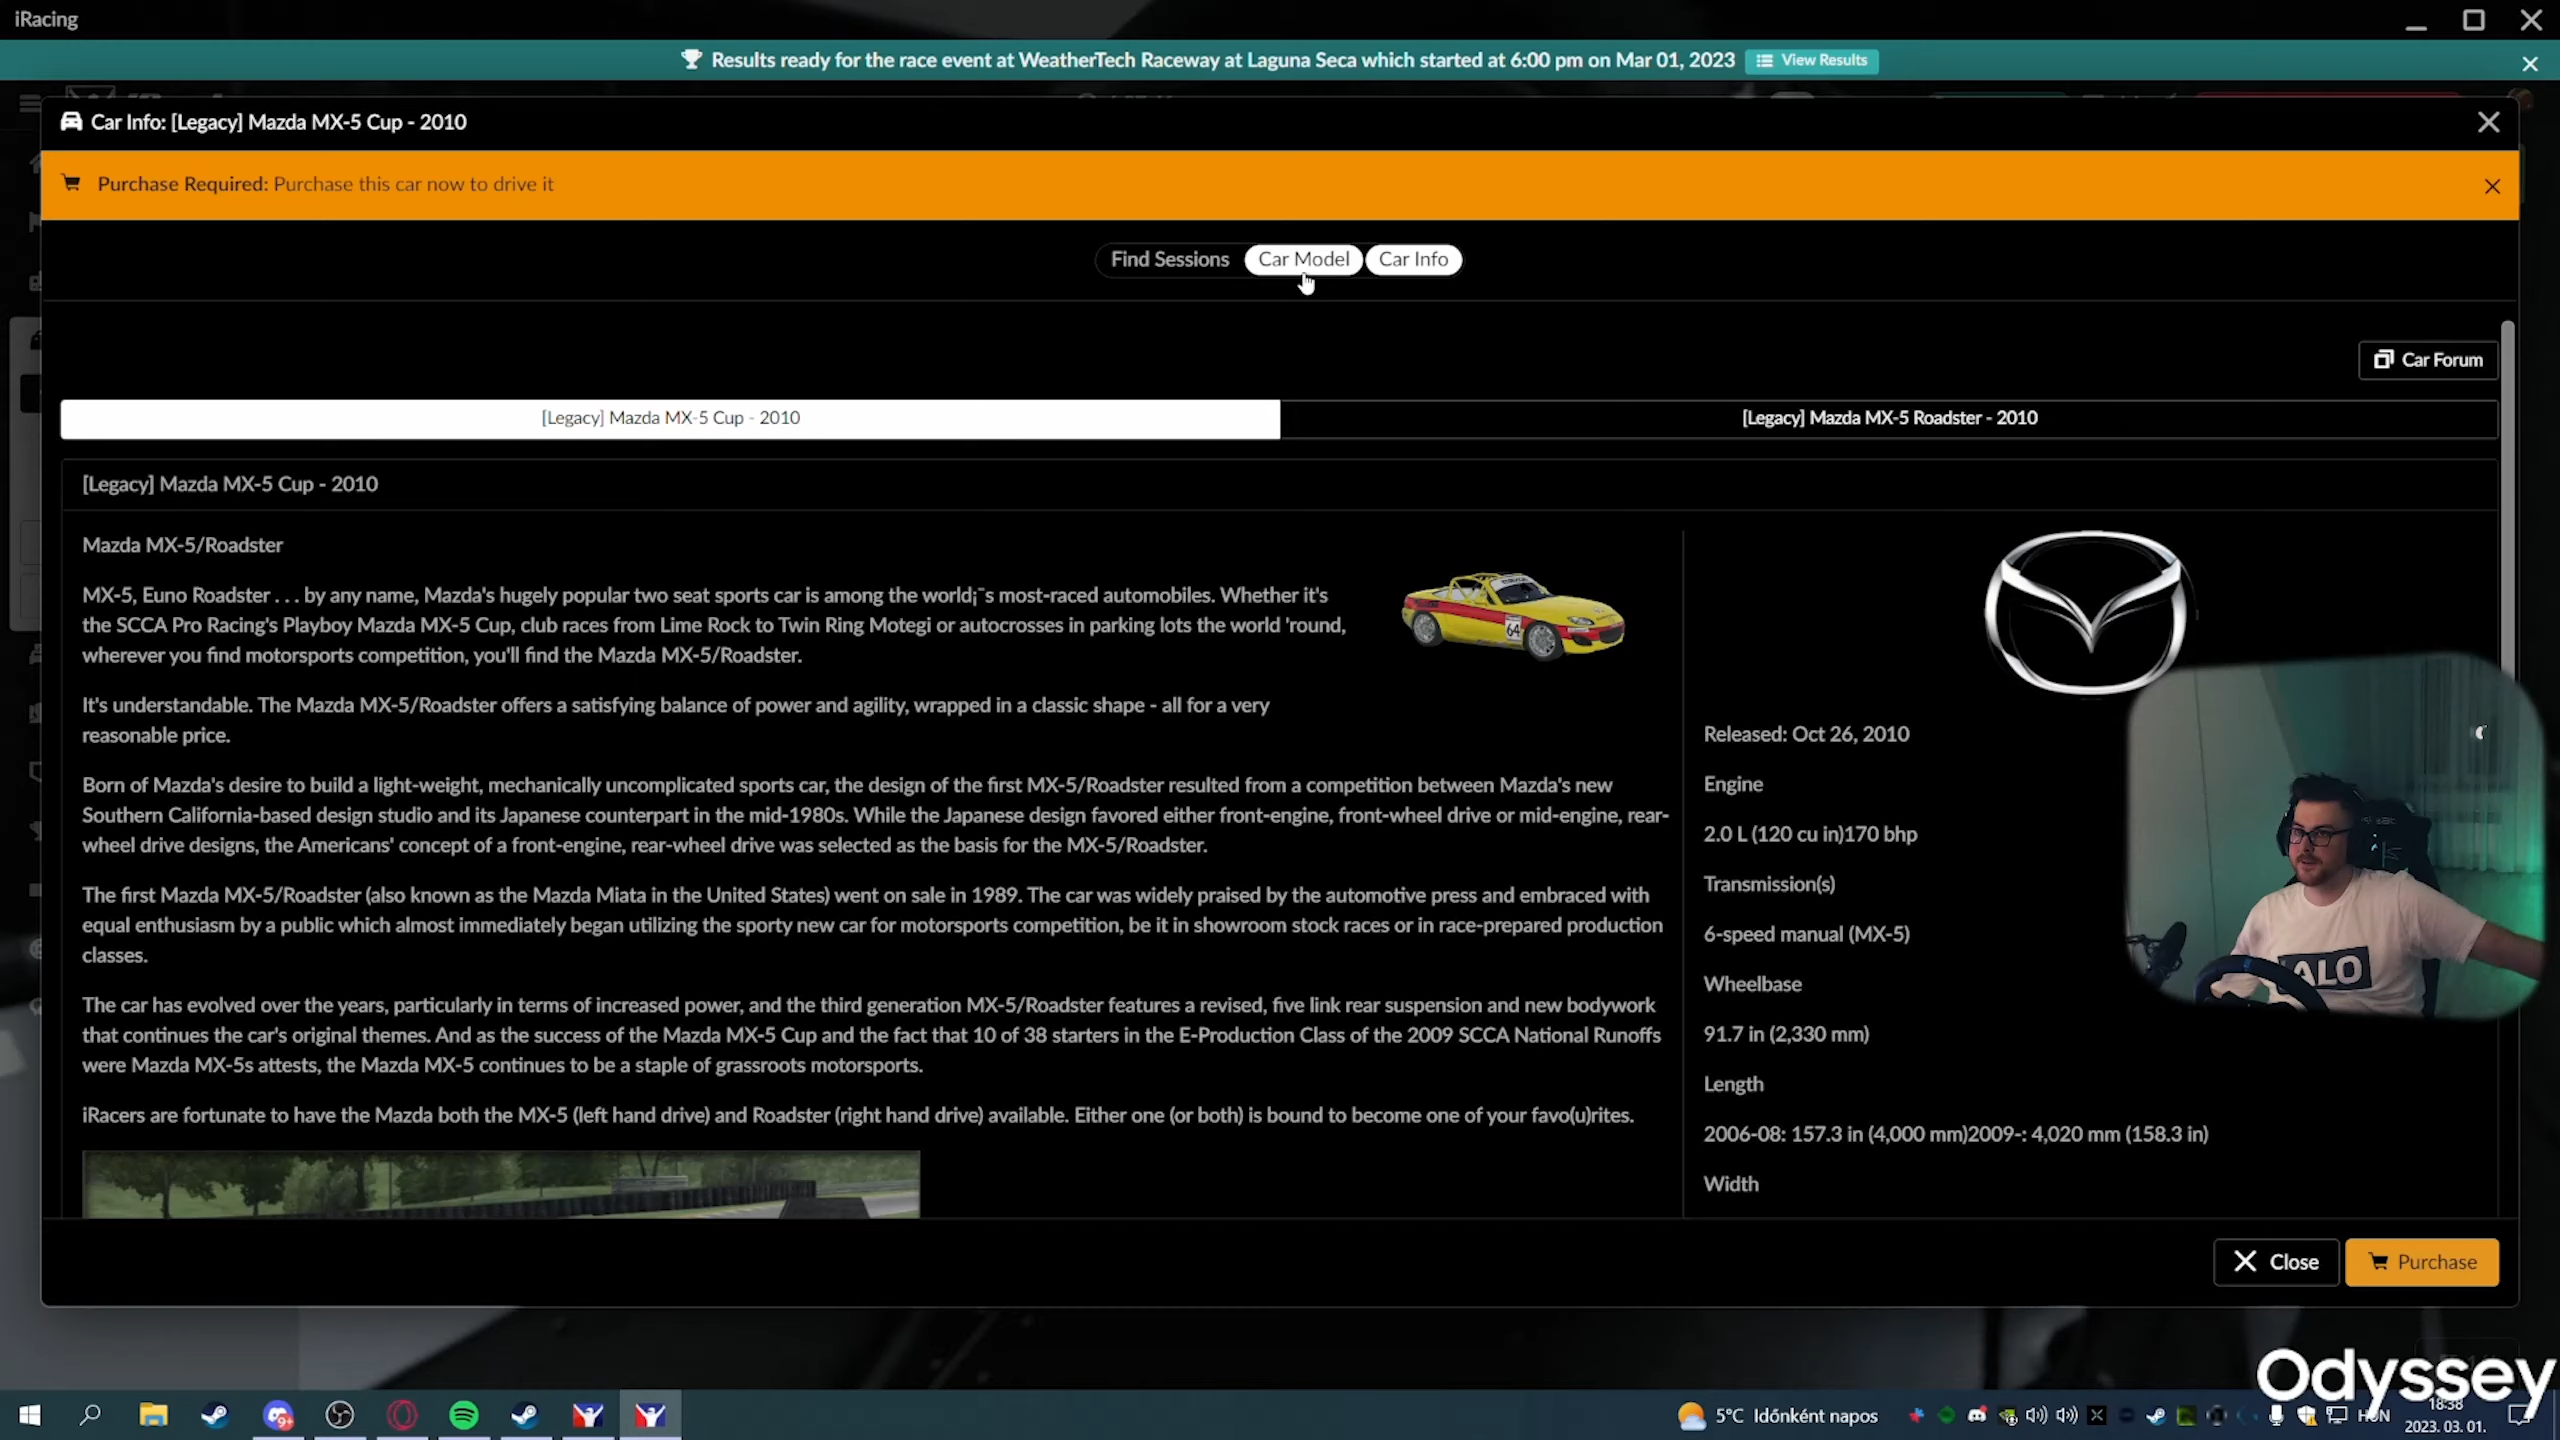 iRacing
Results ready for the race event at WeatherTech Raceway at Laguna Seca which started at 6:00 pm on Mar 01, 2023 View Results
Car Info: [Legacy] Mazda MX-5 Cup - 2010
Purchase Required: Purchase this car now to drive it
Find Sessions Car Model Car Info
Car Forum
[Legacy] Mazda MX-5 Cup - 2010
[Legacy] Mazda MX-5 Roadster - 2010
[Legacy] Mazda MX-5 Cup - 2010
Mazda MX-5/Roadster
MX-5, Euno Roadster . . . by any name, Mazda's hugely popular two seat sports car is among the world¡¨s most-raced automobiles. Whether it's
the SCCA Pro Racing's Playboy Mazda MX-5 Cup, club races from Lime Rock to Twin Ring Motegi or autocrosses in parking lots the world 'round,
wherever you find motorsports competition, you'll find the Mazda MX-5/Roadster.
It's understandable. The Mazda MX-5/Roadster offers a satisfying balance of power and agility, wrapped in a classic shape - all for a very
reasonable price.
Born of Mazda's desire to build a light-weight, mechanically uncomplicated sports car, the design of the first MX-5/Roadster resulted from a competition between Mazda's new
Southern California-based design studio and its Japanese counterpart in the mid-1980s. While the Japanese design favored either front-engine, front-wheel drive or mid-engine, rear-
wheel drive designs, the Americans' concept of a front-engine, rear-wheel drive was selected as the basis for the MX-5/Roadster.
The first Mazda MX-5/Roadster (also known as the Mazda Miata in the United States) went on sale in 1989. The car was widely praised by the automotive press and embraced with
equal enthusiasm by a public which almost immediately began utilizing the sporty new car for motorsports competition, be it in showroom stock races or in race-prepared production
classes.
The car has evolved over the years, particularly in terms of increased power, and the third generation MX-5/Roadster features a revised, five link rear suspension and new bodywork
that continues the car's original themes. And as the success of the Mazda MX-5 Cup and the fact that 10 of 38 starters in the E-Production Class of the 2009 SCCA National Runoffs
were Mazda MX-5s attests, the Mazda MX-5 continues to be a staple of grassroots motorsports.
iRacers are fortunate to have the Mazda both the MX-5 (left hand drive) and Roadster (right hand drive) available. Either one (or both) is bound to become one of your favo(u)rites.
64
Released: Oct 26, 2010
Engine
2.0 L (120 cu in)170 bhp
Transmission(s)
6-speed manual (MX-5)
Wheelbase
91.7 in (2,330 mm)
Length
2006-08: 157.3 in (4,000 mm)2009-: 4,020 mm (158.3 in)
Width
ALO
Close
Purchase
Odyssey
9+
5°C Időnként napos
HUN
18:38
2023. 03. 01.